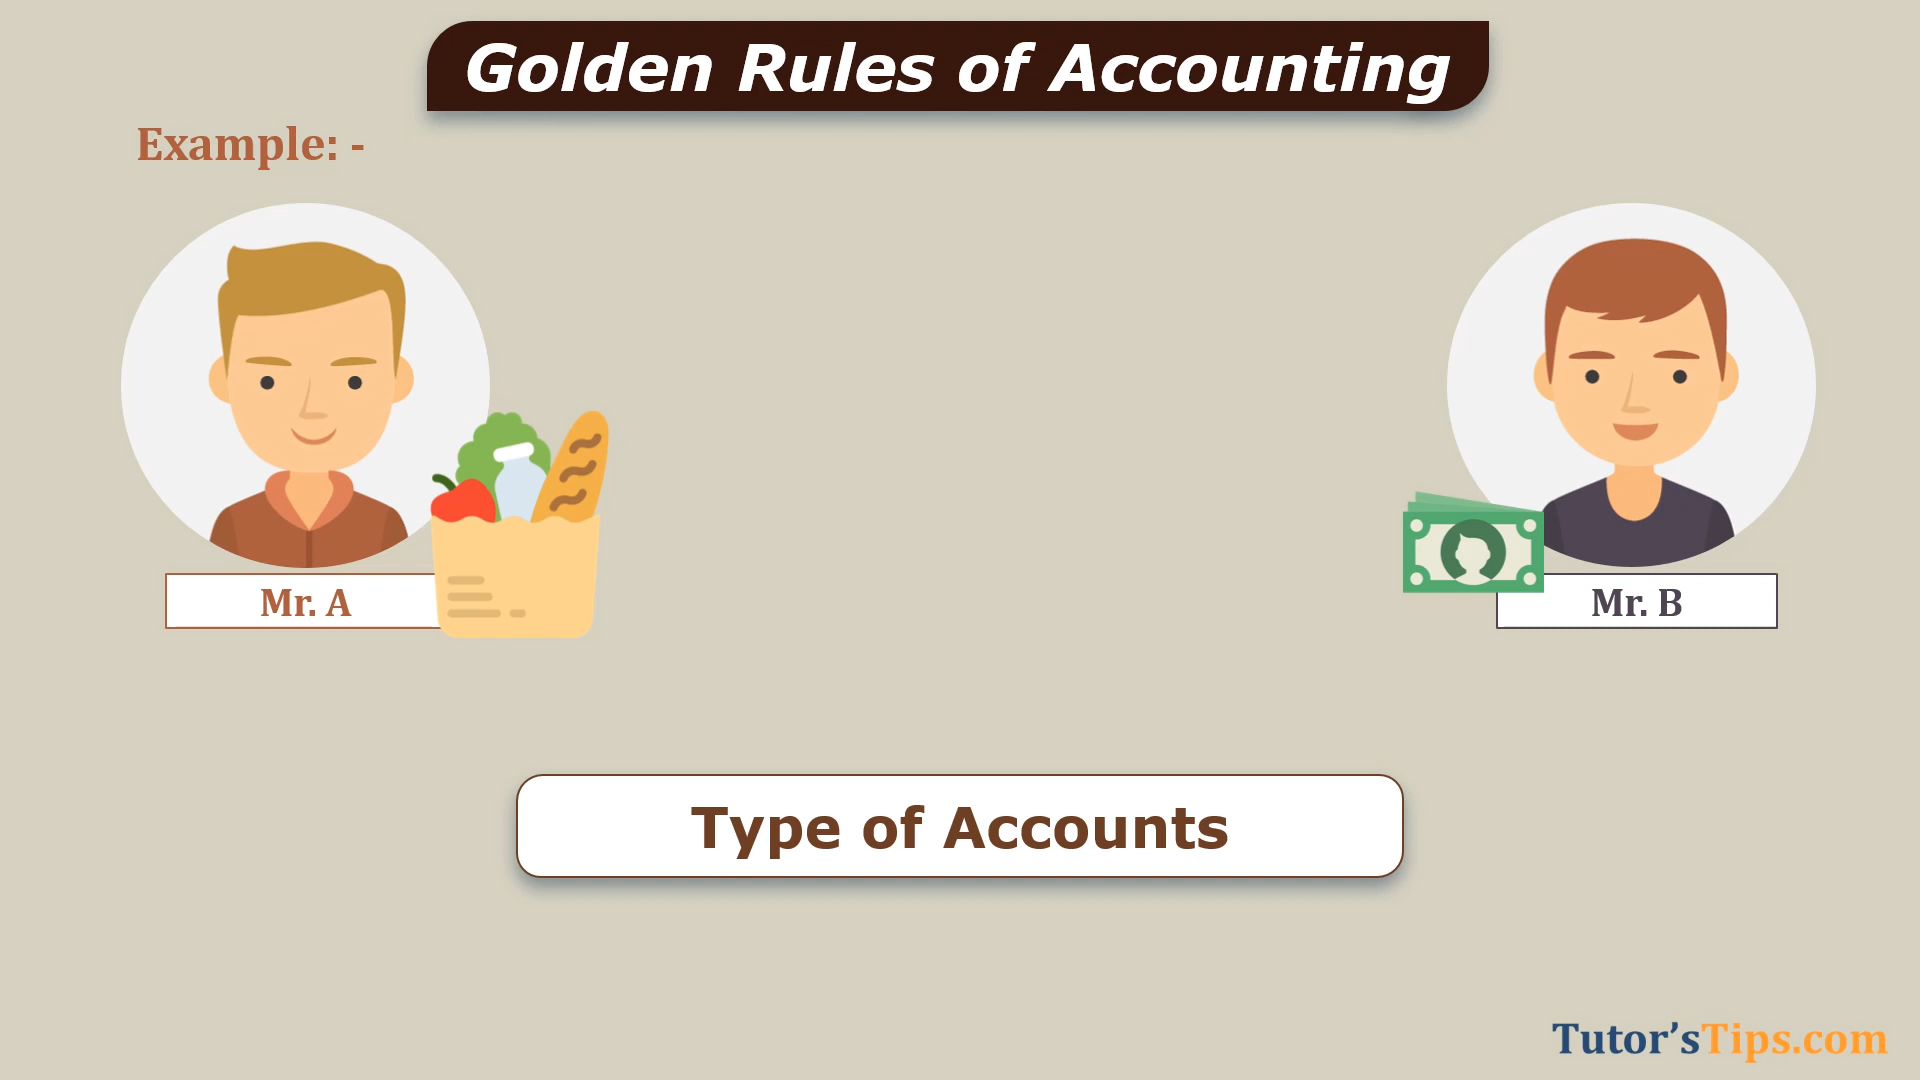 Golden Rules of Accounting
Example: -
Mr. A
Mr. B
Type of Accounts
Tutor’sTips.com